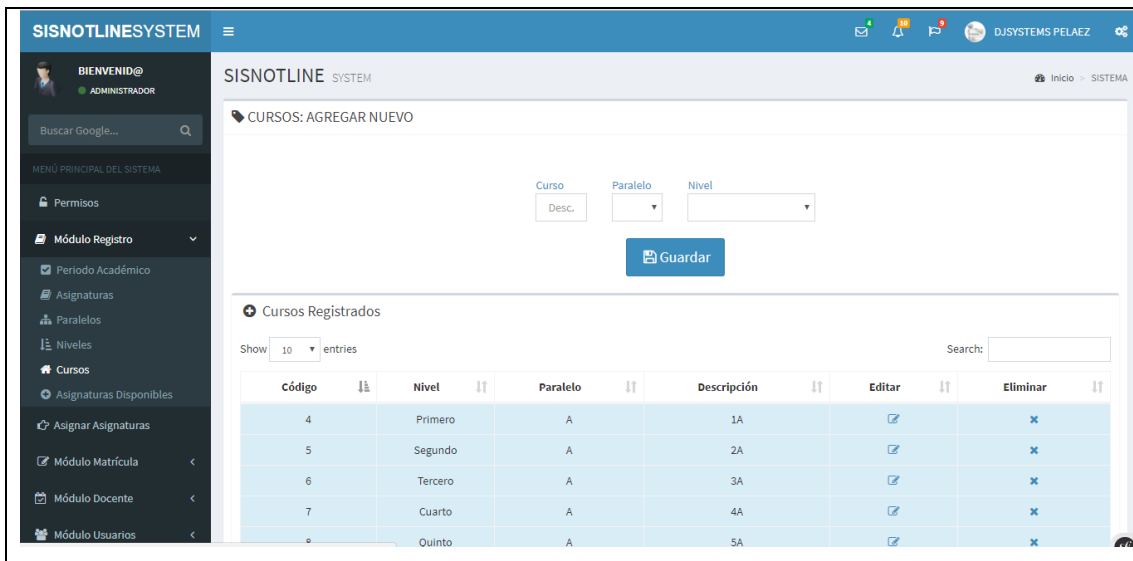 SISNOTLINESYSTEM
4
10
9
DJSYSTEMS PELAEZ
BIENVENID@
ADMINISTRADOR
Buscar Google...
MENÚ PRINCIPAL DEL SISTEMA
Permisos
Módulo Registro
Periodo Académico
Asignaturas
Paralelos
Niveles
Cursos
Asignaturas Disponibles
Asignar Asignaturas
Módulo Matrícula
Módulo Docente
Módulo Usuarios
SISNOTLINE SYSTEM
Inicio > SISTEMA
CURSOS: AGREGAR NUEVO
Curso Paralelo Nivel
Desc.
Guardar
Cursos Registrados
Show 10 entries Search:
Código Nivel Paralelo Descripción Editar Eliminar
4 Primero A 1A
5 Segundo A 2A
6 Tercero A 3A
7 Cuarto A 4A
8 Quinto A 5A